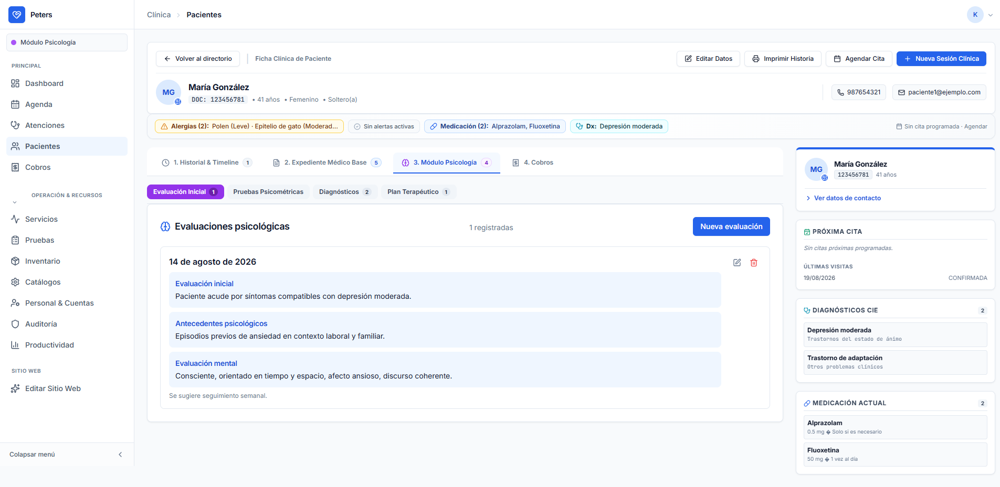 Peters
Clínica
Pacientes
K
Módulo Psicología
PRINCIPAL
Dashboard
Agenda
Atenciones
Pacientes
Cobros
OPERACIÓN & RECURSOS
Servicios
Pruebas
Inventario
Catálogos
Personal & Cuentas
Auditoría
Productividad
SITIO WEB
Editar Sitio Web
Colapsar menú
Volver al directorio
Ficha Clínica de Paciente
Editar Datos
Imprimir Historia
Agendar Cita
Nueva Sesión Clínica
MG
María González
DOC: 123456781 • 41 años • Femenino • Soltero(a)
987654321
paciente1@ejemplo.com
Alergias (2): Polen (Leve) · Epitelio de gato (Moderad...
Sin alertas activas
Medicación (2): Alprazolam, Fluoxetina
Dx: Depresión moderada
Sin cita programada · Agendar
1. Historial & Timeline 1
2. Expediente Médico Base 5
3. Módulo Psicología 4
4. Cobros
Evaluación Inicial 1
Pruebas Psicométricas
Diagnósticos 2
Plan Terapéutico 1
Evaluaciones psicológicas
1 registradas
Nueva evaluación
14 de agosto de 2026
Evaluación inicial
Paciente acude por síntomas compatibles con depresión moderada.
Antecedentes psicológicos
Episodios previos de ansiedad en contexto laboral y familiar.
Evaluación mental
Consciente, orientado en tiempo y espacio, afecto ansioso, discurso coherente.
Se sugiere seguimiento semanal.
MG
María González
123456781 41 años
Ver datos de contacto
PRÓXIMA CITA
Sin citas próximas programadas.
ÚLTIMAS VISITAS
19/08/2026 CONFIRMADA
DIAGNÓSTICOS CIE 2
Depresión moderada
Trastornos del estado de ánimo
Trastorno de adaptación
Otros problemas clínicos
MEDICACIÓN ACTUAL 2
Alprazolam
0.5 mg � Solo si es necesario
Fluoxetina
50 mg � 1 vez al día